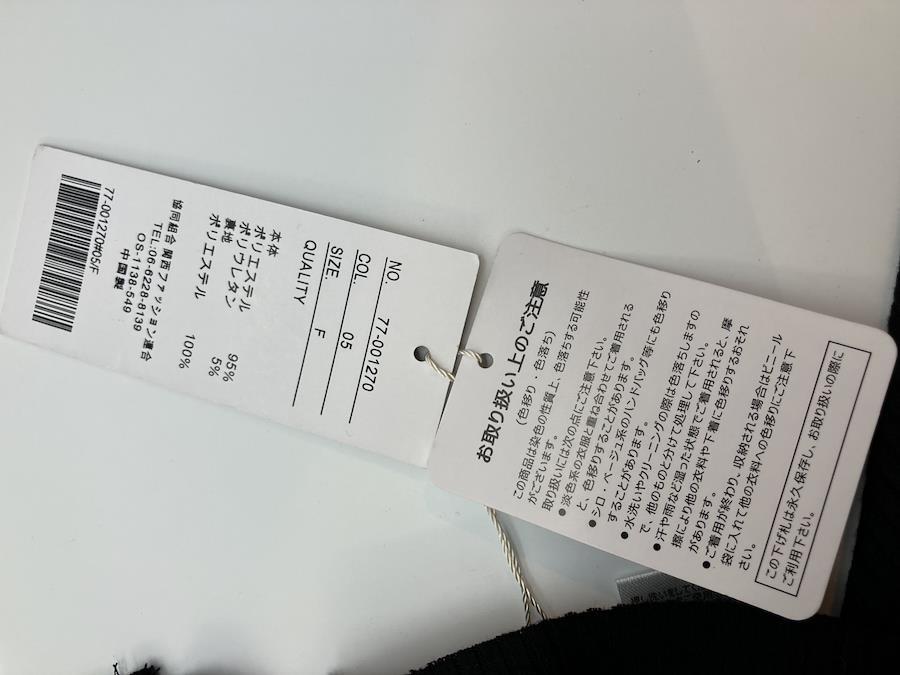 NO. 77-001270
COL. 05
SIZE. F
QUALITY
本体
ポリエステル 95%
ポリウレタン 5%
裏地
ポリエステル 100%
協同組合 関西ファッション連合
TEL:06-6228-8139
OS-1138-549
中国製
77-001270#05/F
お取り扱い上のご注意
(色移り・色落ち)
この商品は染色の性質上、色落ちする可能性
がございます。
取り扱いには次の点にご注意下さい。
●淡色系の衣服と重ね合わせてご着用される
と、色移りすることがあります。
●シロ・ベージュ系のハンドバッグ等にも色移り
することがあります。
●水洗いやクリーニングの際は色落ちしますの
で、他のものと分けて処理して下さい。
●汗や雨など湿った状態でご着用されると、摩
擦により他の衣料や下着に色移りするおそれ
があります。
●ご着用が終わり、収納される場合はビニール
袋に入れて他の衣料への色移りにご注意下
さい。
この下げ札は永久保存し、お取り扱いの際に
ご利用下さい。